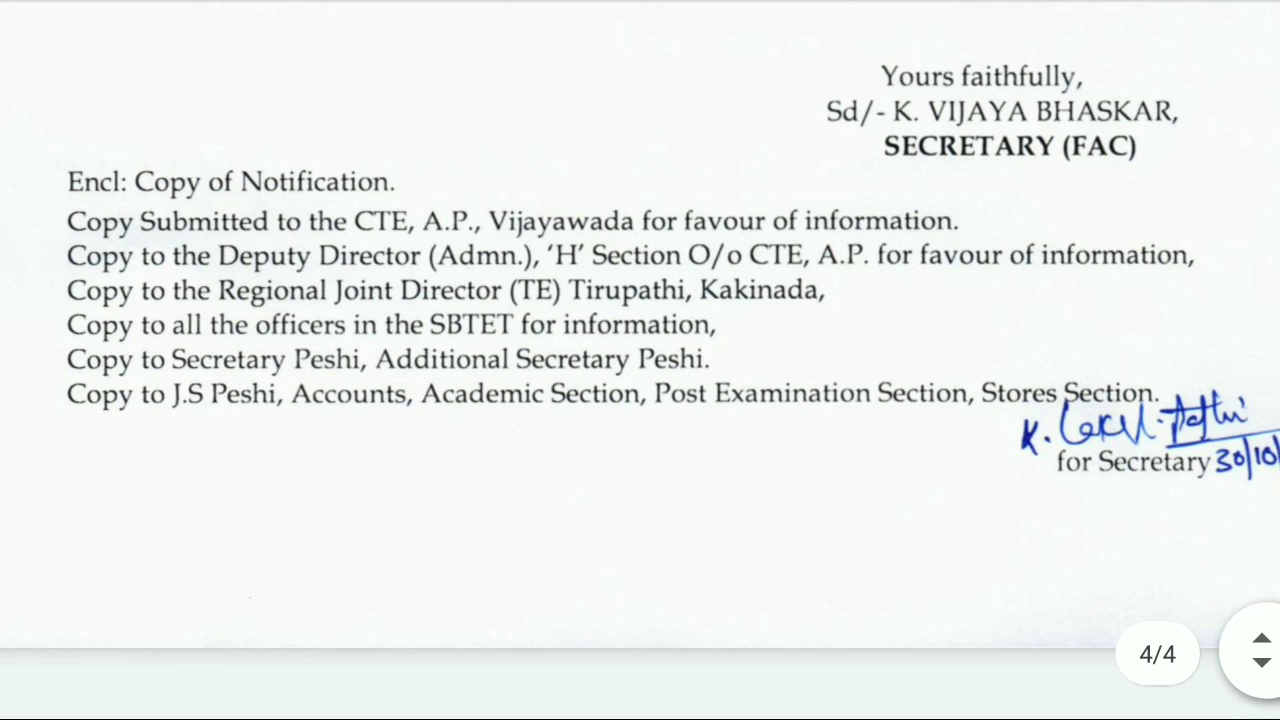 Yours faithfully,
Sd/- K. VIJAYA BHASKAR,
SECRETARY (FAC)
Encl: Copy of Notification.
Copy Submitted to the CTE, A.P., Vijayawada for favour of information.
Copy to the Deputy Director (Admn.), ‘H’ Section O/o CTE, A.P. for favour of information,
Copy to the Regional Joint Director (TE) Tirupathi, Kakinada,
Copy to all the officers in the SBTET for information,
Copy to Secretary Peshi, Additional Secretary Peshi.
Copy to J.S Peshi, Accounts, Academic Section, Post Examination Section, Stores Section.
K.
for Secretary 30/10/
4/4